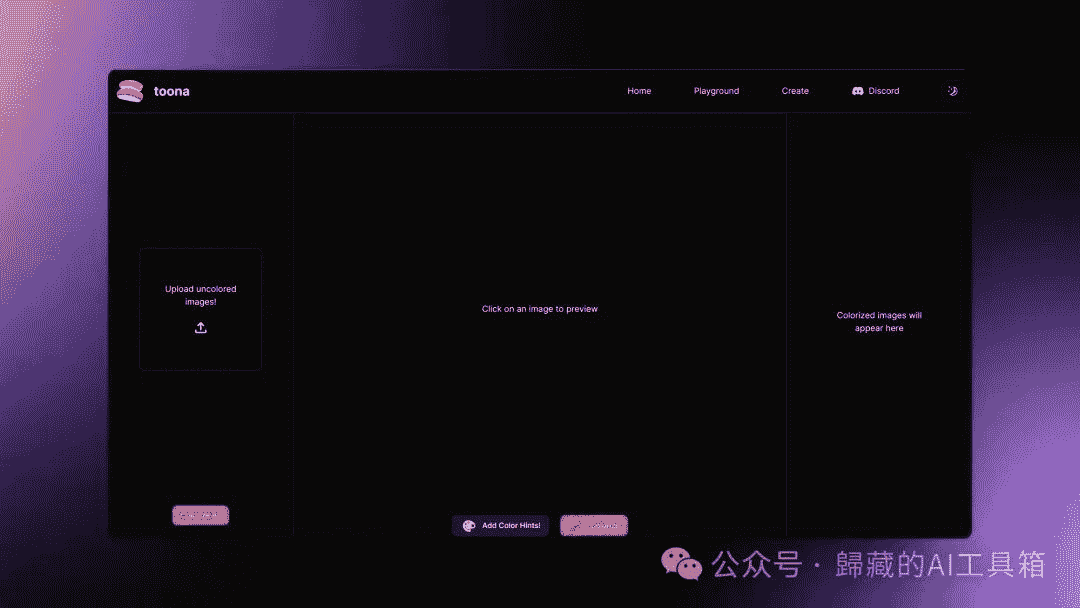 toona
Home
Playground
Create
Discord
Upload uncolored
images!
Click on an image to preview
Colorized images will
appear here
Add Color Hints!
公众号 · 歸藏的AI工具箱